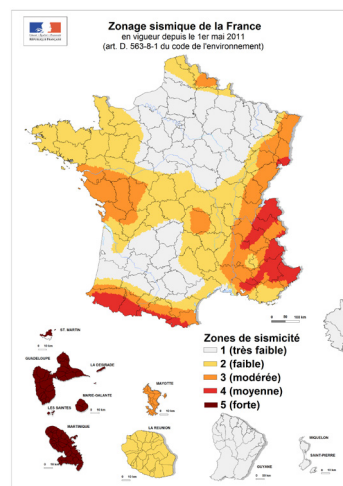 Zonage sismique de la France
en vigueur depuis le 1er mai 2011
(art. D. 563-8-1 du code de l'environnement)
RÉPUBLIQUE FRANÇAISE
Zones de sismicité
1 (très faible)
2 (faible)
3 (modérée)
4 (moyenne)
5 (forte)
ST. MARTIN
GUADELOUPE
LA DESIRADE
MARIE-GALANTE
LES SAINTES
MARTINIQUE
MAYOTTE
LA REUNION
GUYANE
MIQUELON
SAINT-PIERRE